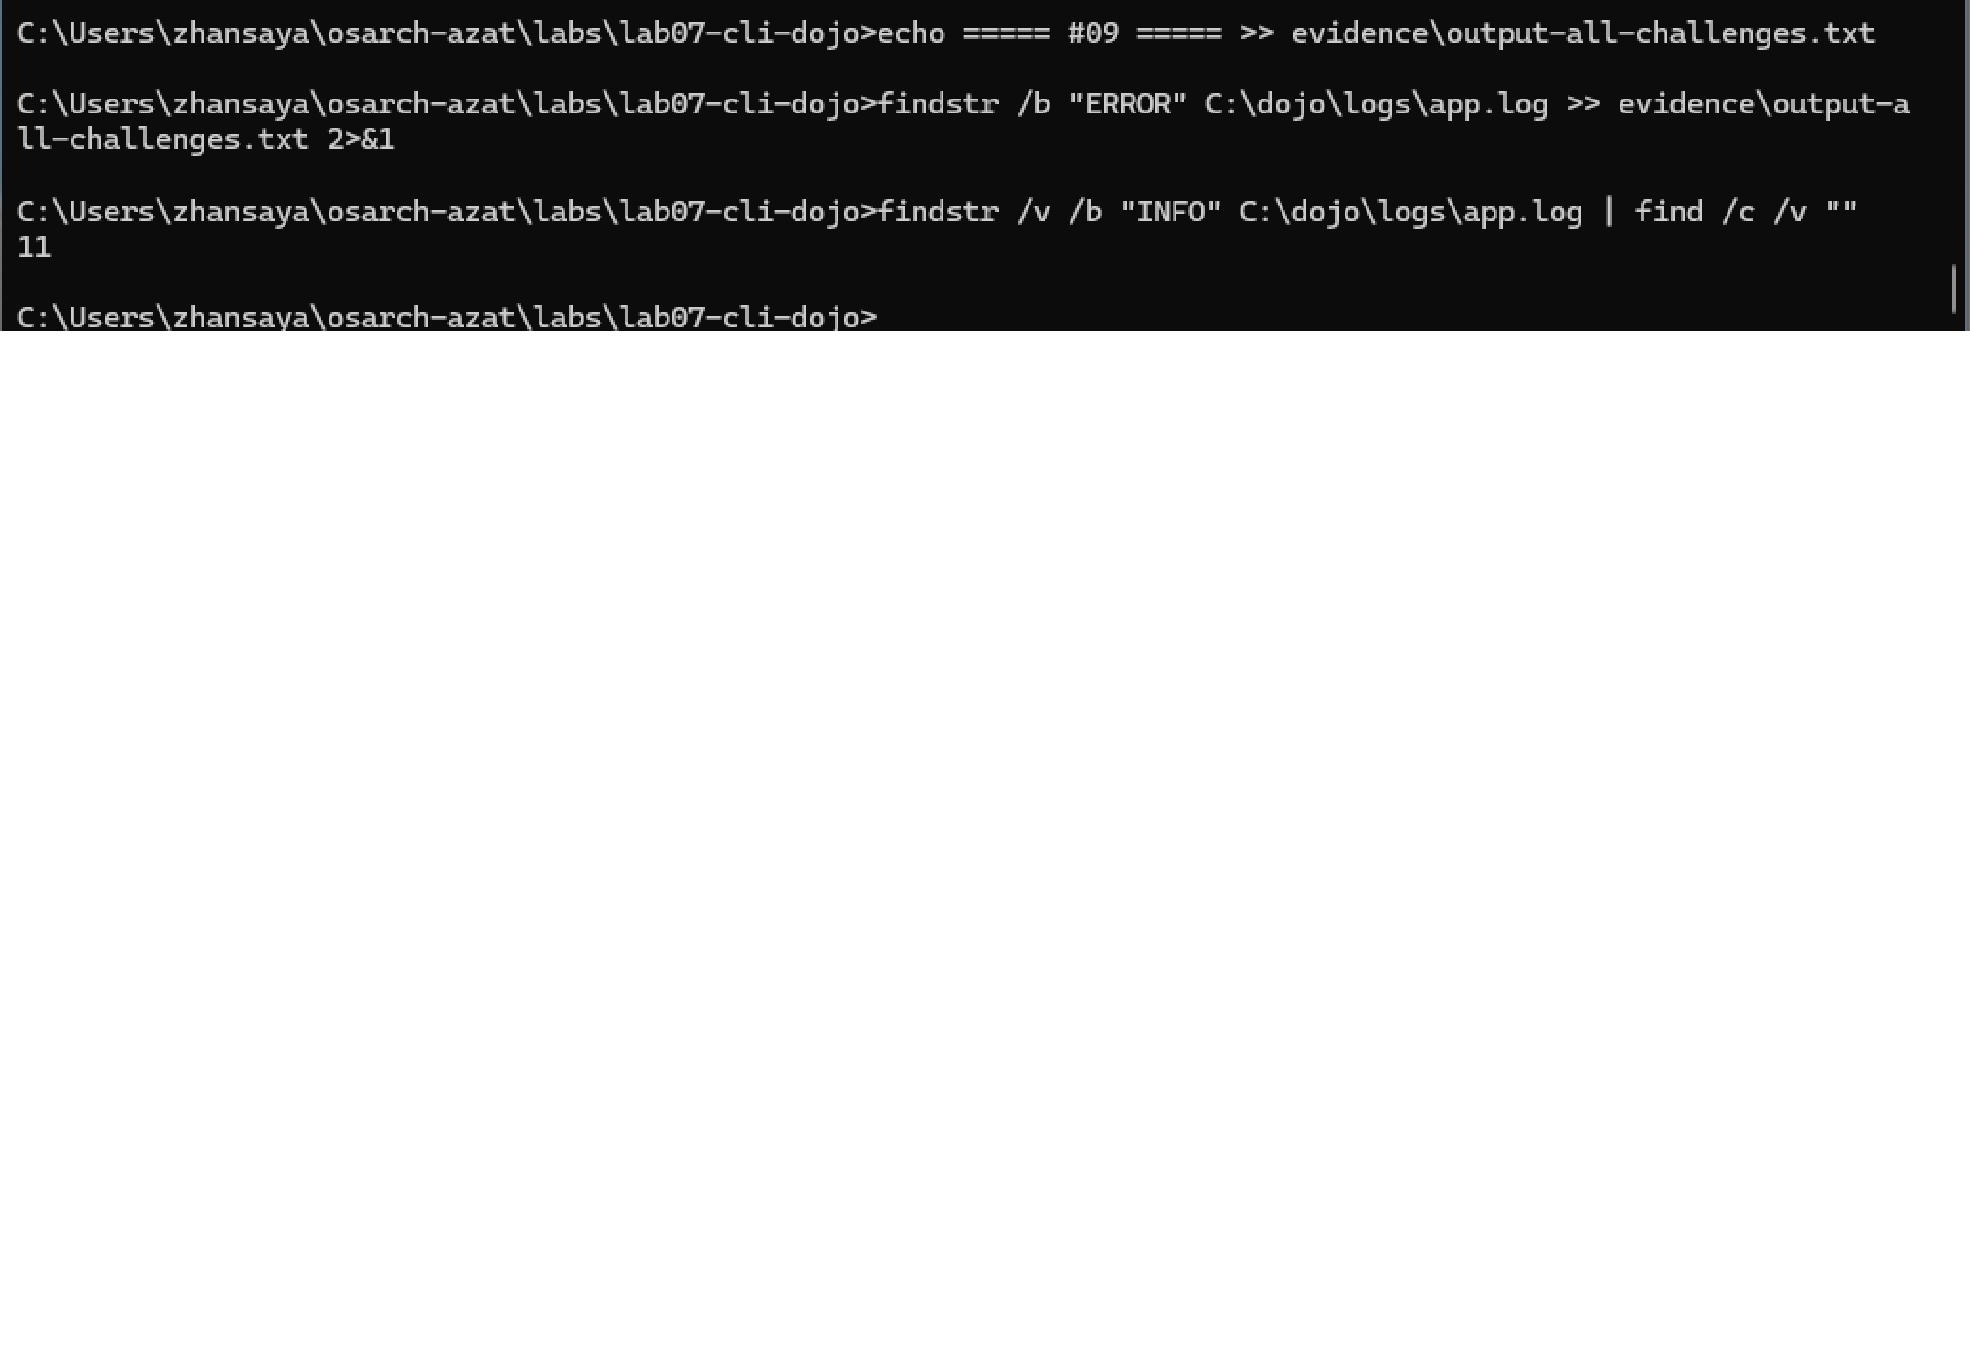 C:\Users\zhansaya\osarch-azat\labs\lab07-cli-dojo>echo ===== #09 ===== >> evidence\output-all-challenges.txt
C:\Users\zhansaya\osarch-azat\labs\lab07-cli-dojo>findstr /b "ERROR" C:\dojo\logs\app.log >> evidence\output-a
ll-challenges.txt 2>&1
C:\Users\zhansaya\osarch-azat\labs\lab07-cli-dojo>findstr /v /b "INFO" C:\dojo\logs\app.log | find /c /v ""
11
C:\Users\zhansaya\osarch-azat\labs\lab07-cli-dojo>